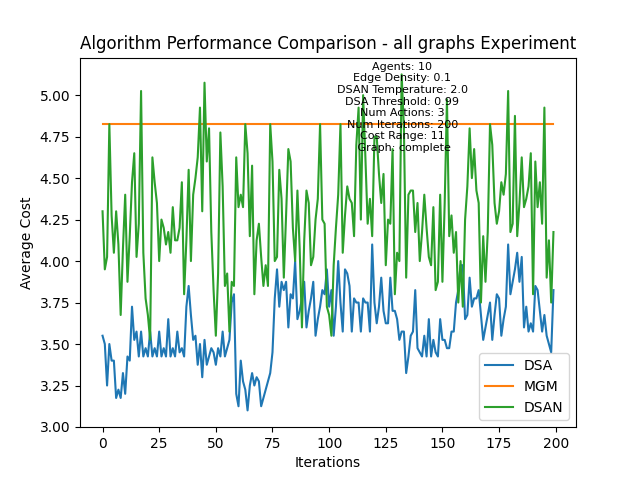 Algorithm Performance Comparison - all graphs Experiment
Agents: 10
Edge Density: 0.1
DSAN Temperature: 2.0
DSA Threshold: 0.99
Num Actions: 3
Num Iterations: 200
Cost Range: 11
Graph: complete
Average Cost
5.00
4.75
4.50
4.25
4.00
3.75
3.50
3.25
3.00
DSA
MGM
DSAN
0
25
50
75
100
125
150
175
200
Iterations